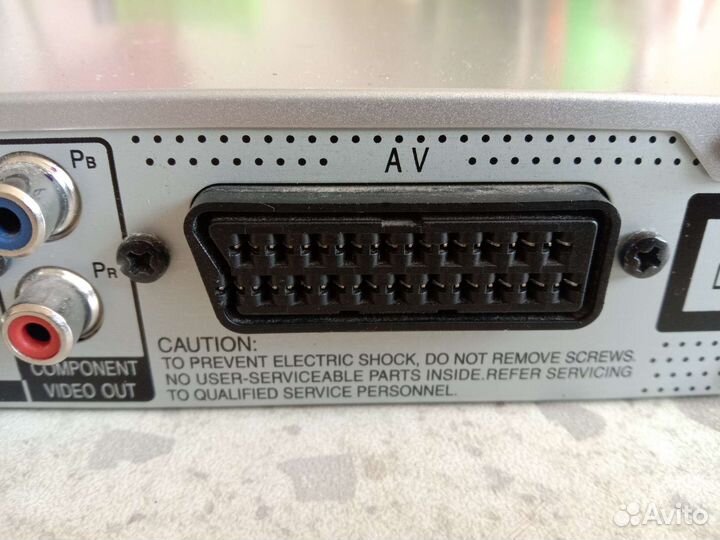 PB
AV
PR
COMPONENT
VIDEO OUT
CAUTION:
TO PREVENT ELECTRIC SHOCK, DO NOT REMOVE SCREWS.
NO USER-SERVICEABLE PARTS INSIDE.REFER SERVICING
TO QUALIFIED SERVICE PERSONNEL.
Avito